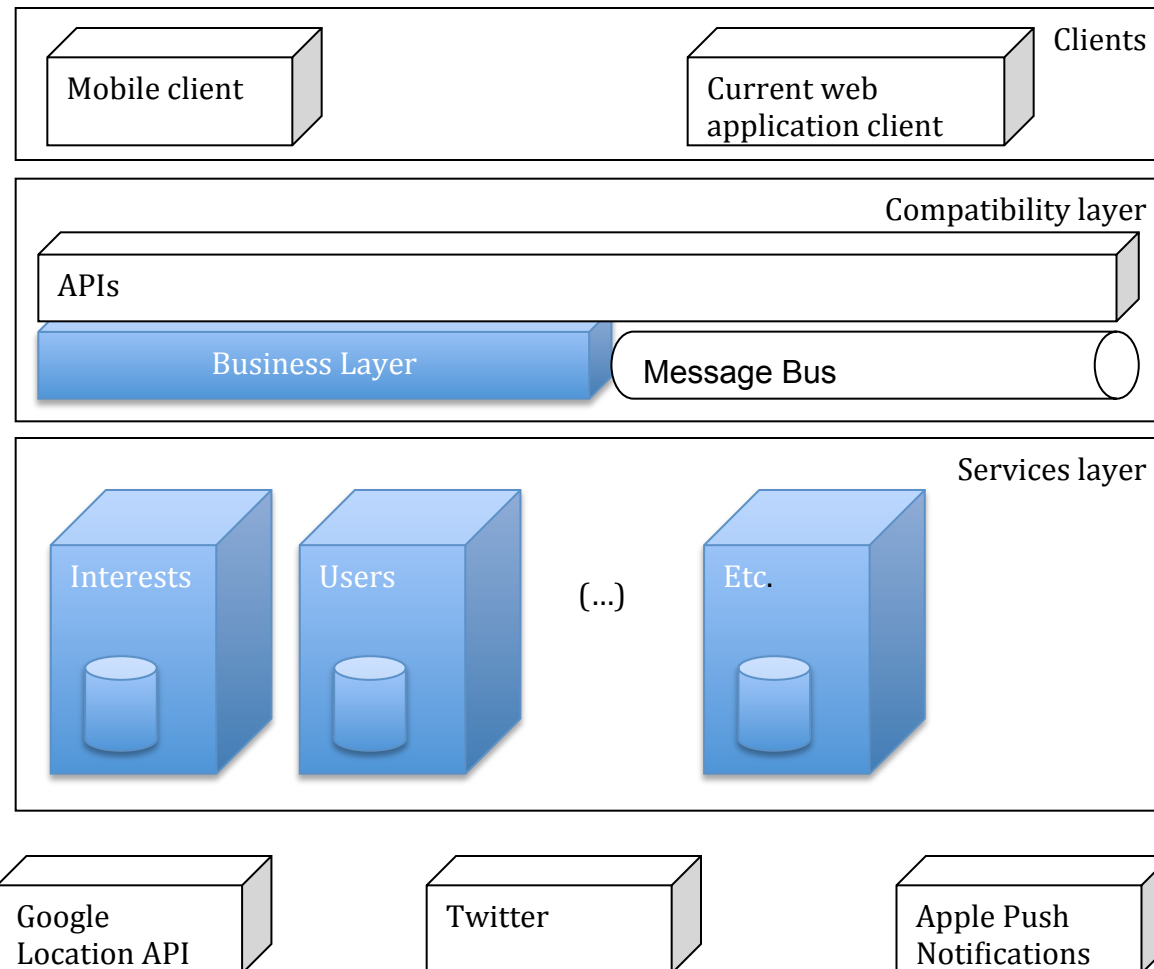 Clients
Mobile client
Current web
application client
Compatibility layer
APIs
Business Layer
Message Bus
Services layer
Interests
Users
(…)
Etc.
Google
Location API
Twitter
Apple Push
Notifications